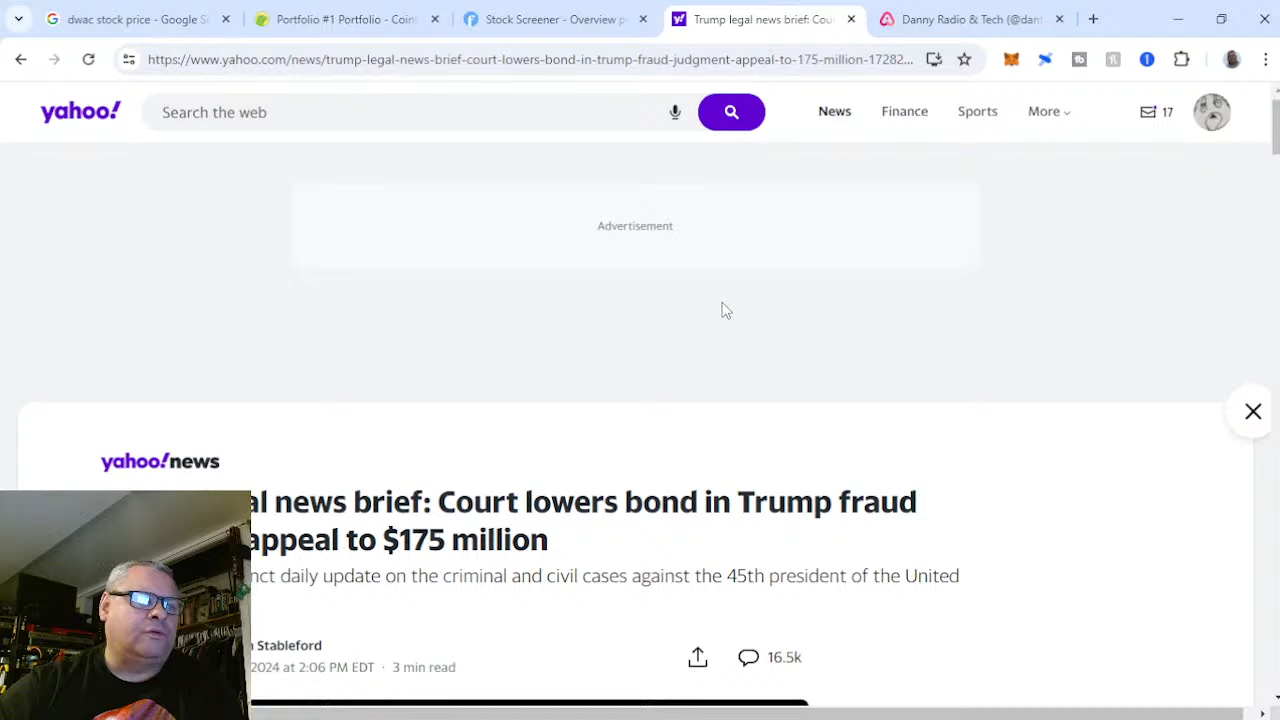 dwac stock price - Google S
Portfolio #1 Portfolio - Coin
Stock Screener - Overview p
Trump legal news brief: Cou
Danny Radio & Tech (@dan
https://www.yahoo.com/news/trump-legal-news-brief-court-lowers-bond-in-trump-fraud-judgment-appeal-to-175-million-17282...
yahoo!
Search the web
News
Finance
Sports
More
17
Advertisement
yahoo!news
al news brief: Court lowers bond in Trump fraud
appeal to $175 million
nct daily update on the criminal and civil cases against the 45th president of the United
Stableford
2024 at 2:06 PM EDT · 3 min read
16.5k